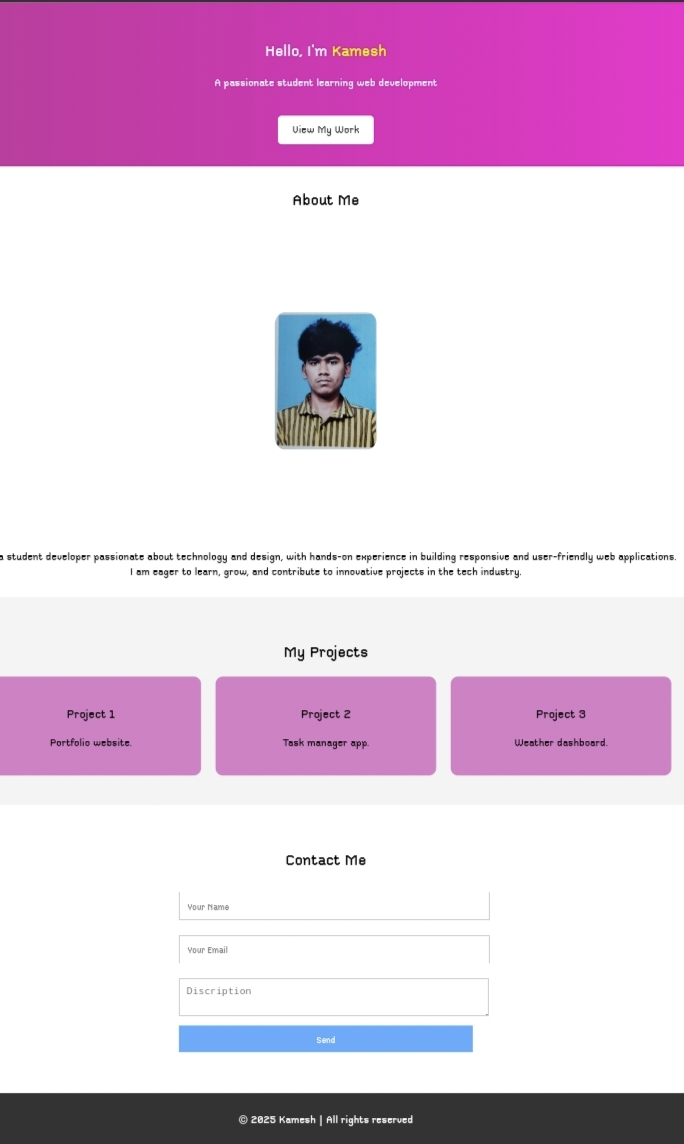 Hello, I'm Kamesh
A passionate student learning web development
View My Work
About Me
a student developer passionate about technology and design, with hands-on experience in building responsive and user-friendly web applications.
I am eager to learn, grow, and contribute to innovative projects in the tech industry.
My Projects
Project 1
Portfolio website.
Project 2
Task manager app.
Project 3
Weather dashboard.
Contact Me
Your Name
Your Email
Discription
Send
© 2025 Kamesh | All rights reserved